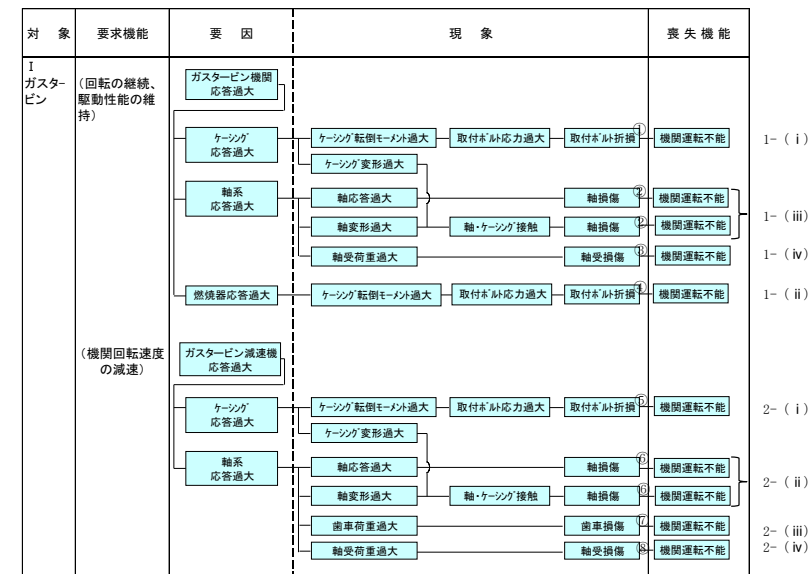 対　象　要求機能　要　因　現　象　喪失機能
Ⅰ
ガスタービン
（回転の継続、
駆動性能の維
持）
ガスタービン機関
応答過大
ケーシング
応答過大
ケーシング転倒モーメント過大　取付ボルト応力過大　取付ボルト折損　①　機関運転不能　1-（ⅰ）
ケーシング変形過大
軸系
応答過大
軸応答過大　軸損傷　②　機関運転不能
軸変形過大　軸・ケーシング接触　軸損傷　②　機関運転不能
1-（ⅲ）
軸受荷重過大　軸受損傷　③　機関運転不能　1-（ⅳ）
燃焼器応答過大　ケーシング転倒モーメント過大　取付ボルト応力過大　取付ボルト折損　④　機関運転不能　1-（ⅱ）
（機関回転速度
の減速）
ガスタービン減速機
応答過大
ケーシング
応答過大
ケーシング転倒モーメント過大　取付ボルト応力過大　取付ボルト折損　⑤　機関運転不能　2-（ⅰ）
ケーシング変形過大
軸系
応答過大
軸応答過大　軸損傷　⑥　機関運転不能
軸変形過大　軸・ケーシング接触　軸損傷　⑥　機関運転不能
2-（ⅱ）
歯車荷重過大　歯車損傷　⑦　機関運転不能　2-（ⅲ）
軸受荷重過大　軸受損傷　⑧　機関運転不能　2-（ⅳ）